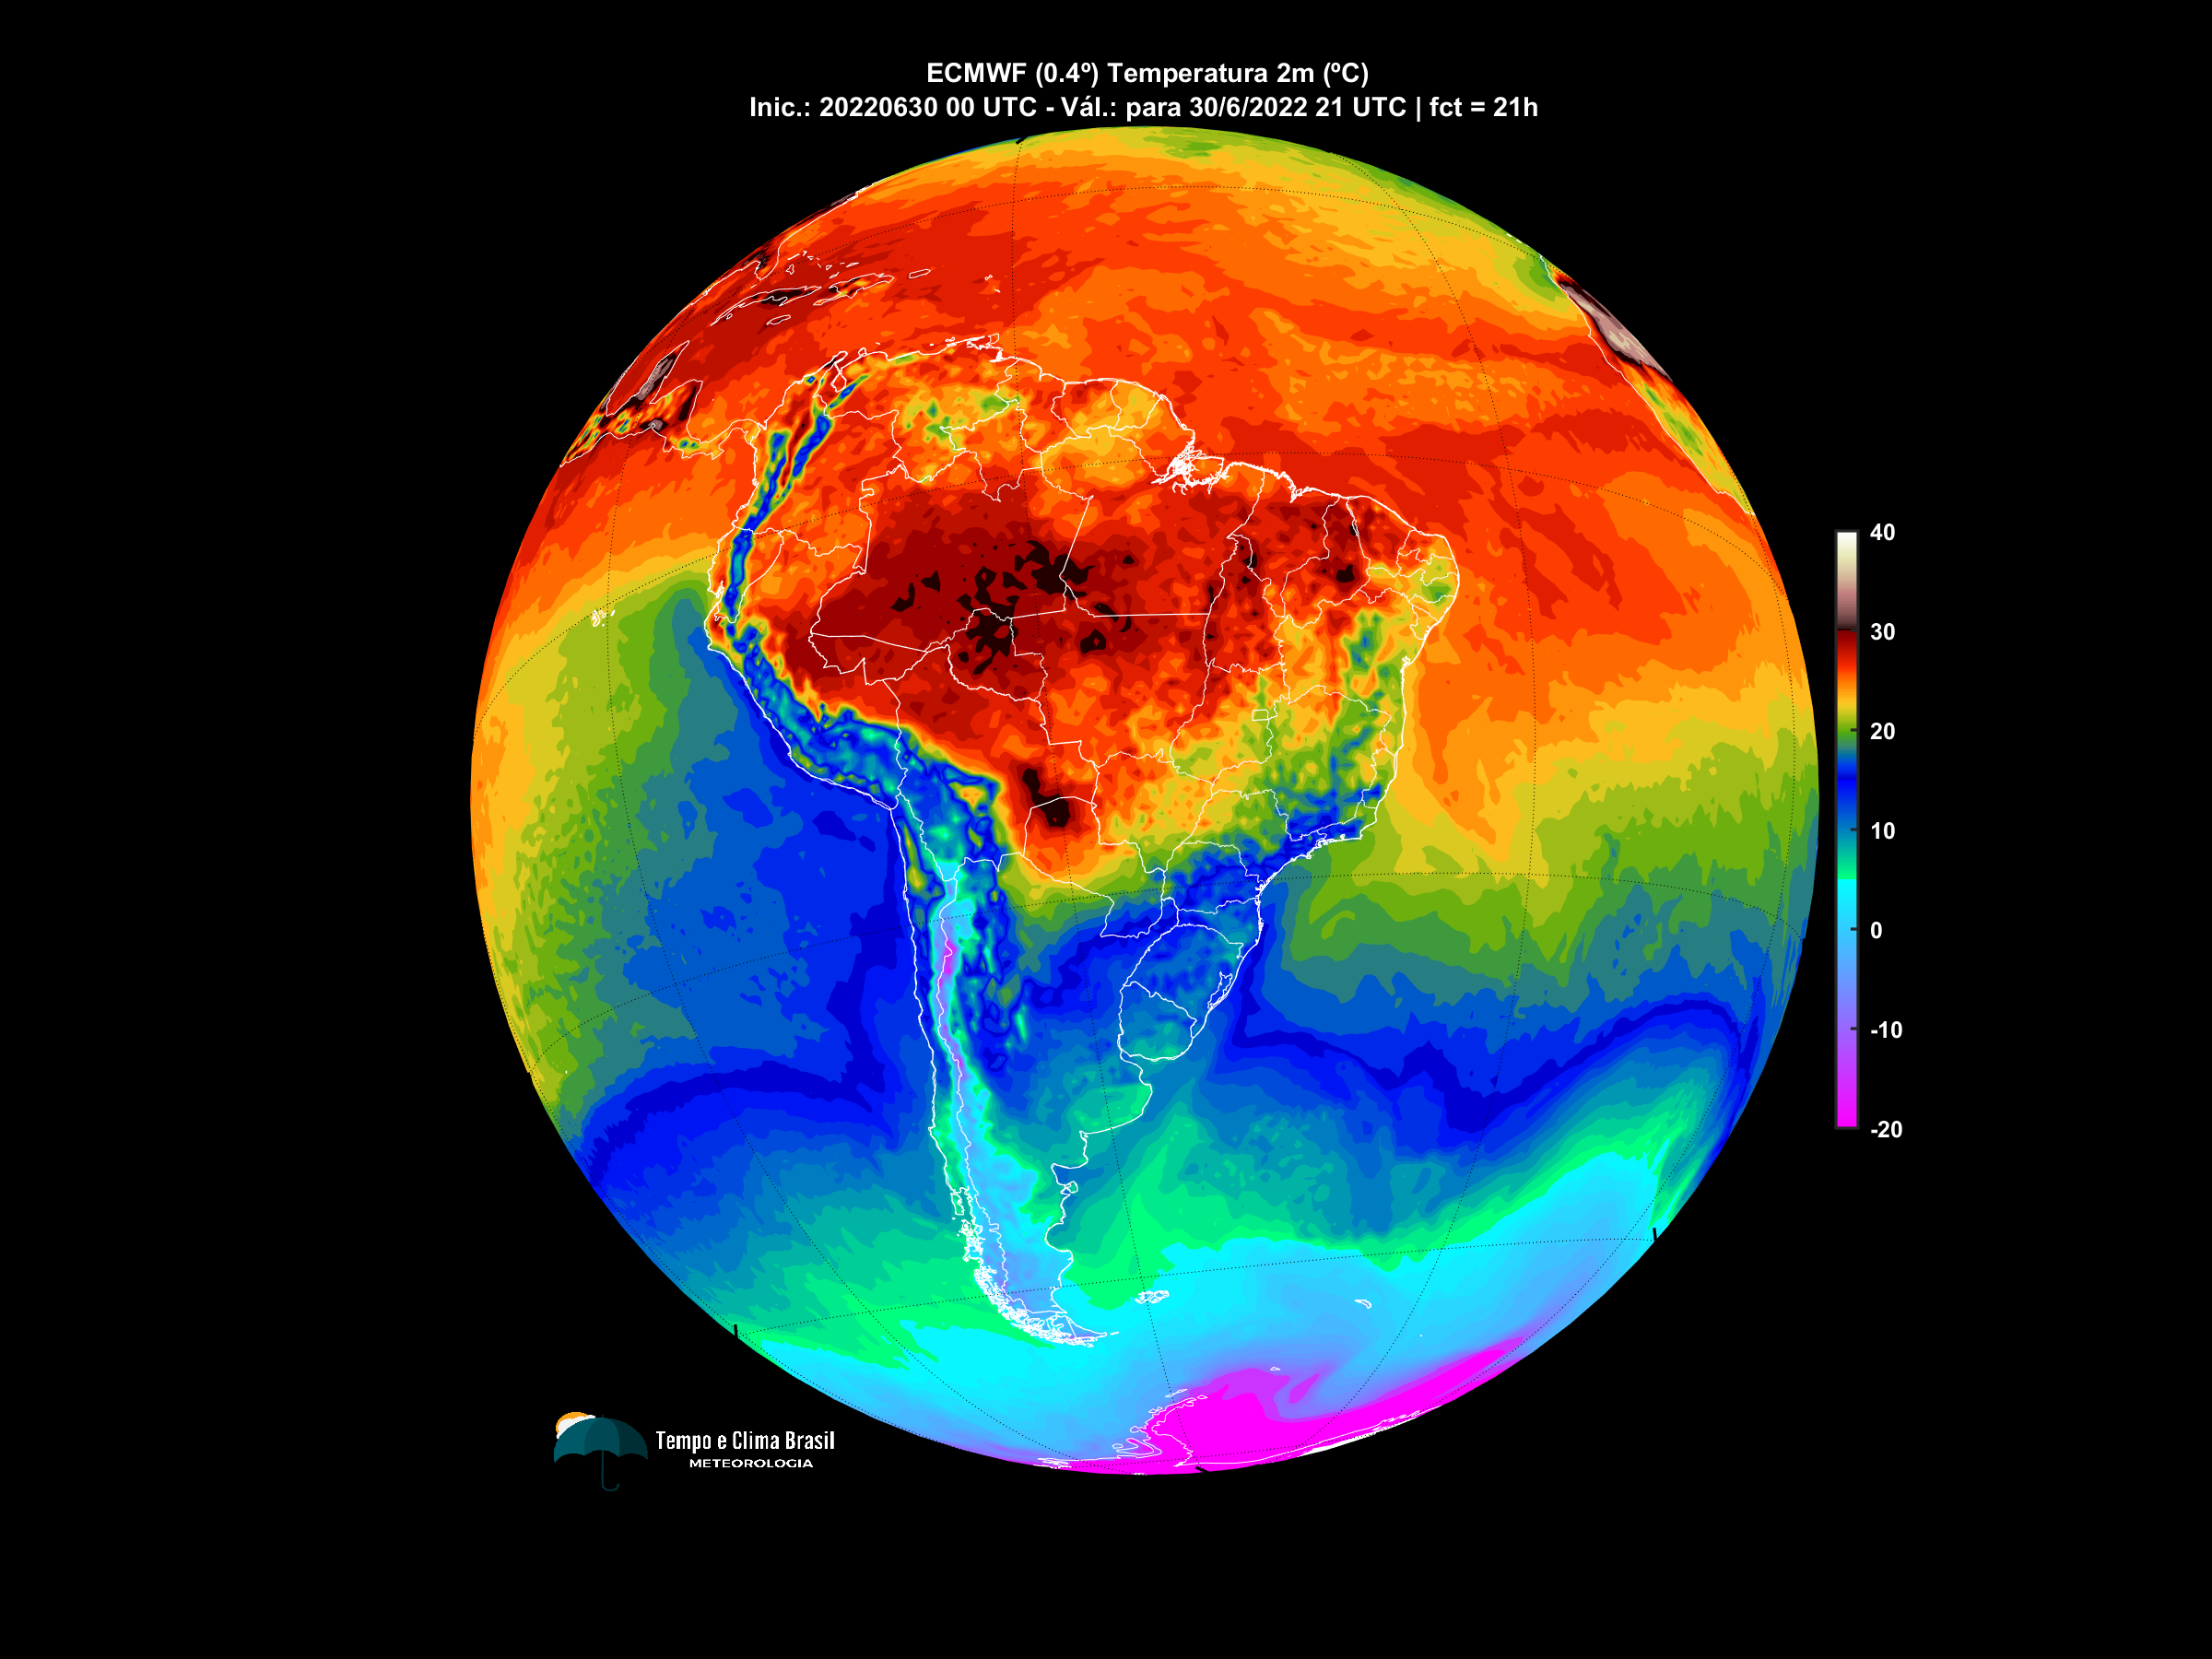 ECMWF (0.4º) Temperatura 2m (ºC)
Inic.: 20220630 00 UTC - Vál.: para 30/6/2022 21 UTC | fct = 21h
40
30
20
10
0
-10
-20
Tempo e Clima Brasil
METEOROLOGIA